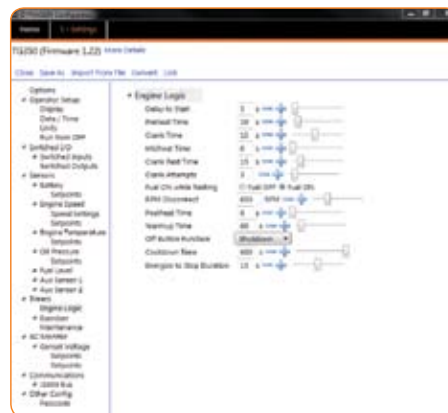 Home
TG350 (Firmware 1.22) More Details
Close Save As Import From File Convert Link
Options
Operator Setup
Display
Date / Time
Units
Run from OFF
Switched I/O
Switched Inputs
Switched Outputs
Sensors
Battery
Setpoints
Engine Speed
Speed Settings
Setpoints
Engine Temperature
Setpoints
Oil Pressure
Setpoints
Fuel Level
Aux Sensor 1
Aux Sensor 2
Timers
Engine Logic
Exerciser
Maintenance
AC Monitor
Genset Voltage
Setpoints
Setpoints
Communications
J1939 Bus
Other Config
Passcode
Engine Logic
Delay to Start
Preheat Time
Crank Time
Midheat Time
Crank Rest Time
Crank Attempts
Fuel ON while Resting Fuel OFF Fuel ON
RPM Disconnect RPM
Postheat Time
Warmup Time
Off Button Function
Cooldown Time
Energize to Stop Duration